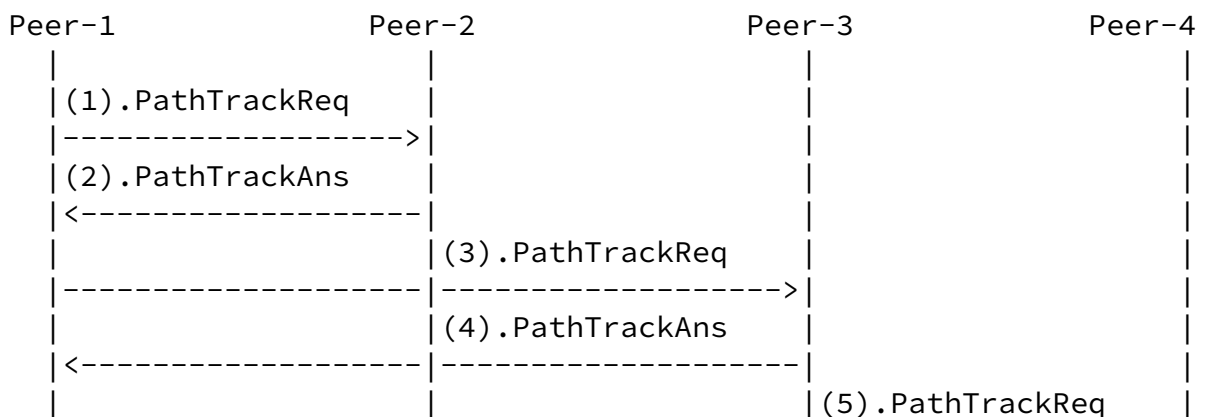 Peer-1 Peer-2 Peer-3 Peer-4
| | | |
|(1).PathTrackReq | | |
|------------------->| | |
|(2).PathTrackAns | | |
|<-------------------| | |
| |(3).PathTrackReq | |
|--------------------|------------------->| |
| |(4).PathTrackAns | |
|<-------------------|--------------------| |
| | |(5).PathTrackReq |